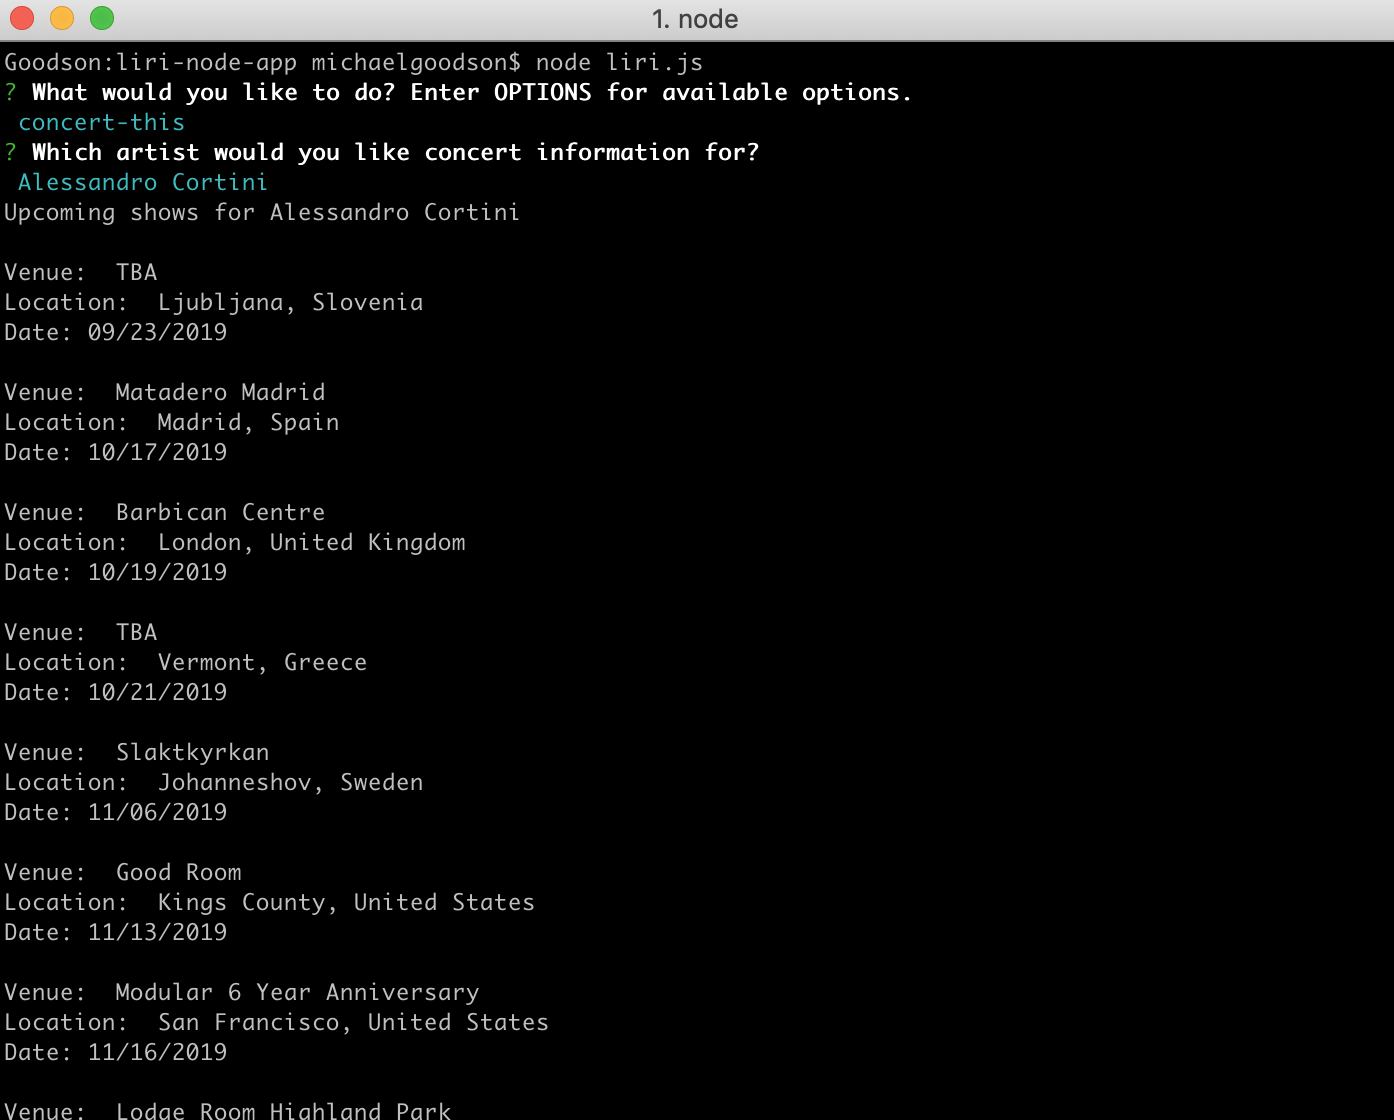 1. node
Goodson:liri-node-app michaelgoodson$ node liri.js
? What would you like to do? Enter OPTIONS for available options.
concert-this
? Which artist would you like concert information for?
Alessandro Cortini
Upcoming shows for Alessandro Cortini
Venue:  TBA
Location:  Ljubljana, Slovenia
Date: 09/23/2019
Venue:  Matadero Madrid
Location:  Madrid, Spain
Date: 10/17/2019
Venue:  Barbican Centre
Location:  London, United Kingdom
Date: 10/19/2019
Venue:  TBA
Location:  Vermont, Greece
Date: 10/21/2019
Venue:  Slaktkyrkan
Location:  Johanneshov, Sweden
Date: 11/06/2019
Venue:  Good Room
Location:  Kings County, United States
Date: 11/13/2019
Venue:  Modular 6 Year Anniversary
Location:  San Francisco, United States
Date: 11/16/2019
Venue:  Lodge Room Highland Park